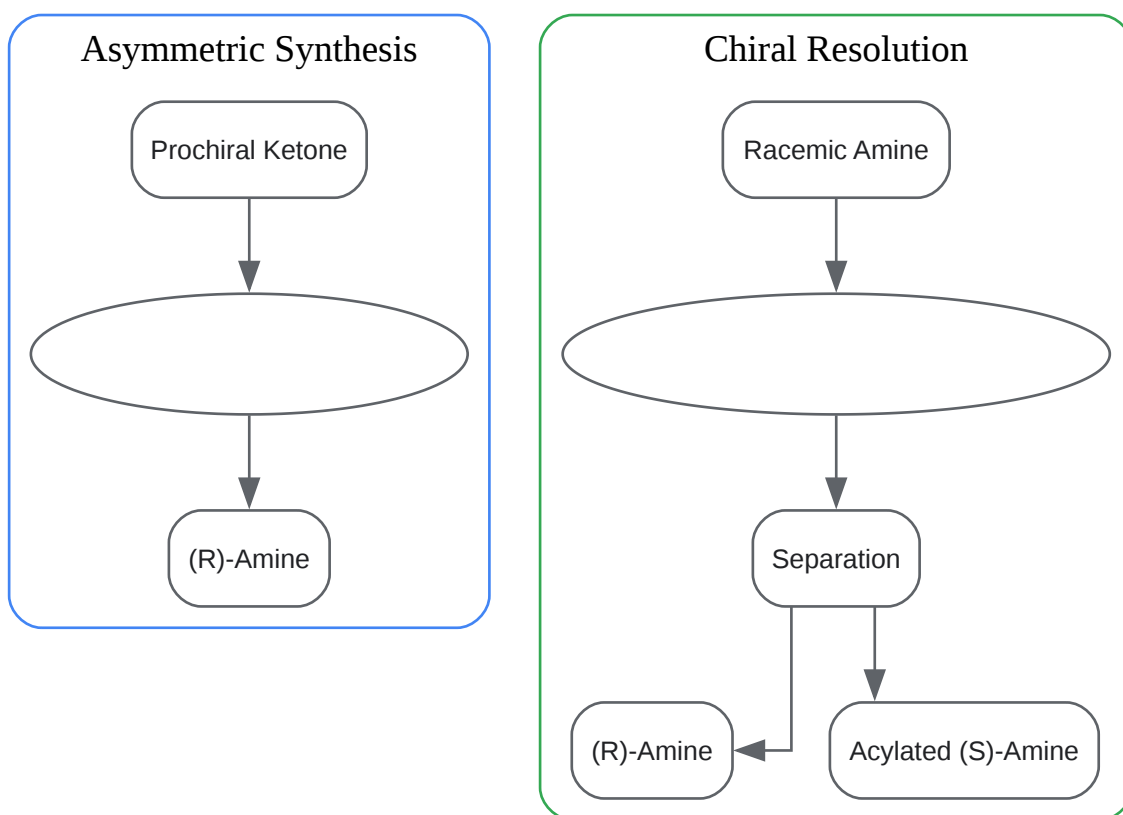 Asymmetric Synthesis
Prochiral Ketone
(R)-Amine
Chiral Resolution
Racemic Amine
Separation
(R)-Amine
Acylated (S)-Amine